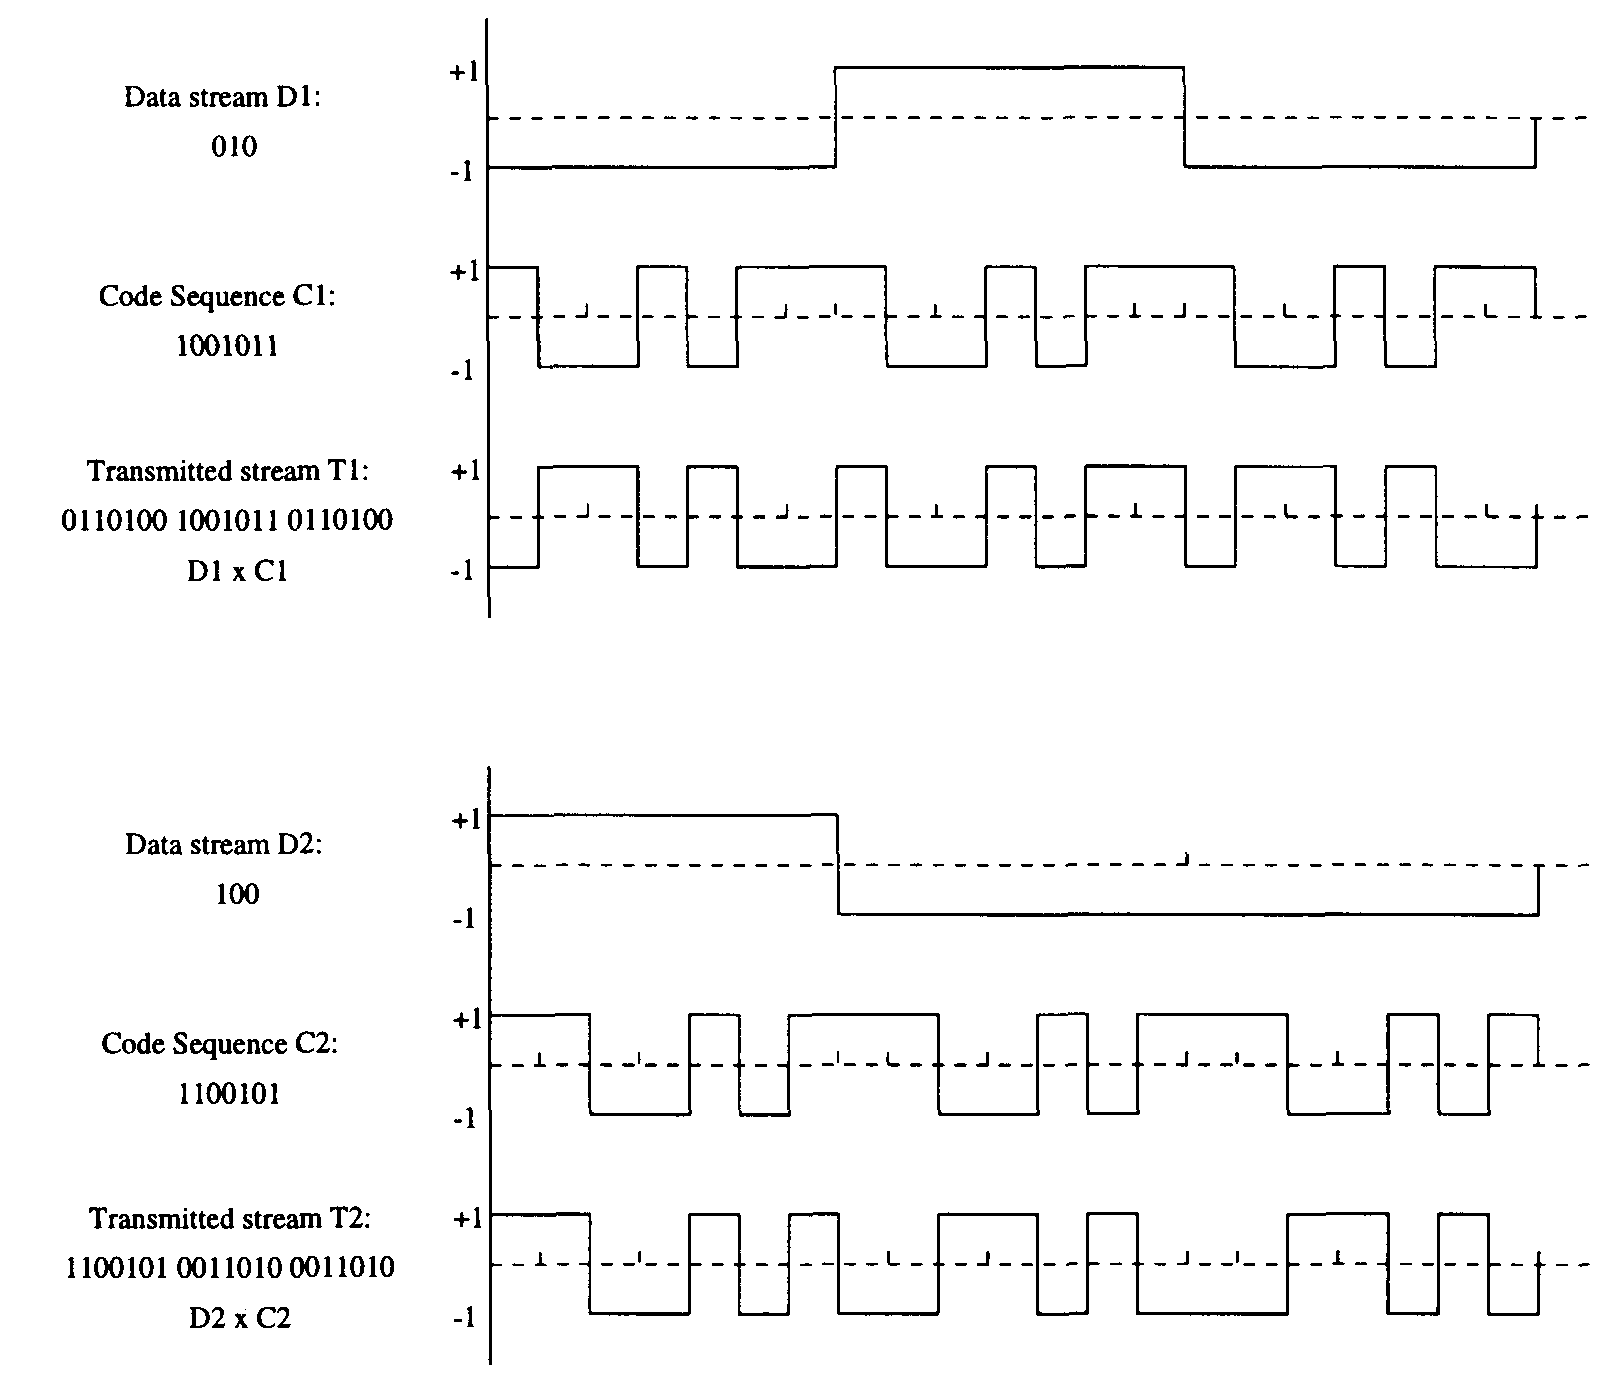 +1
Data stream D1:
010
-1
+1
Code Sequence C1:
1001011
-1
Transmitted stream T1:
+1
0110100 1001011 0110100
D1 x C1
-1
+1
Data stream D2:
100
-1
+1
Code Sequence C2:
1100101
-1
Transmitted stream T2:
+1
1100101 0011010 0011010
D2 x C2
-1